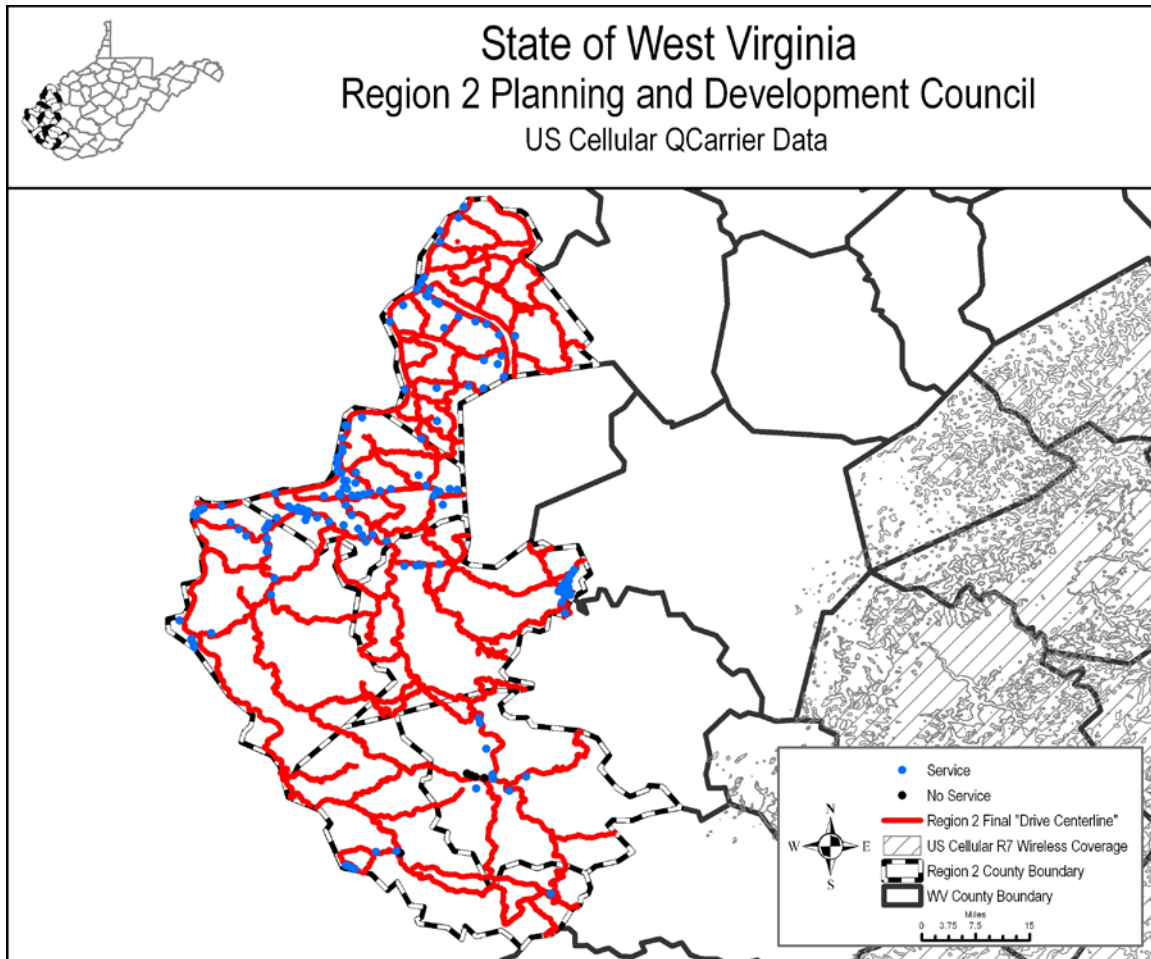 State of West Virginia
Region 2 Planning and Development Council
US Cellular QCarrier Data
Service
No Service
Region 2 Final "Drive Centerline"
US Cellular R7 Wireless Coverage
Region 2 County Boundary
WV County Boundary
N
W E
S
Miles
0 3.75 7.5 15